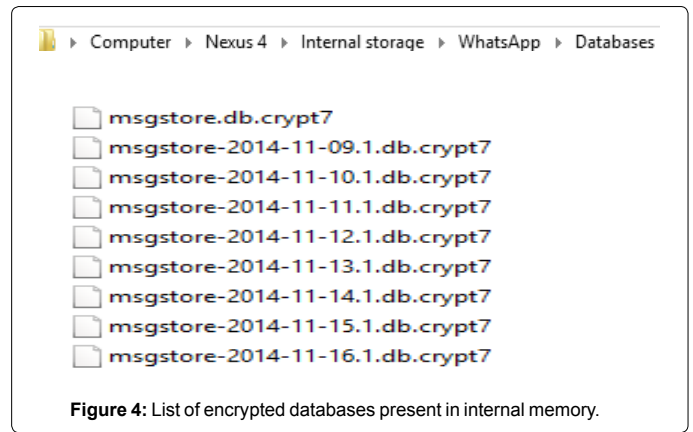 Computer ▸ Nexus 4 ▸ Internal storage ▸ WhatsApp ▸ Databases
msgstore.db.crypt7
msgstore-2014-11-09.1.db.crypt7
msgstore-2014-11-10.1.db.crypt7
msgstore-2014-11-11.1.db.crypt7
msgstore-2014-11-12.1.db.crypt7
msgstore-2014-11-13.1.db.crypt7
msgstore-2014-11-14.1.db.crypt7
msgstore-2014-11-15.1.db.crypt7
msgstore-2014-11-16.1.db.crypt7
Figure 4: List of encrypted databases present in internal memory.